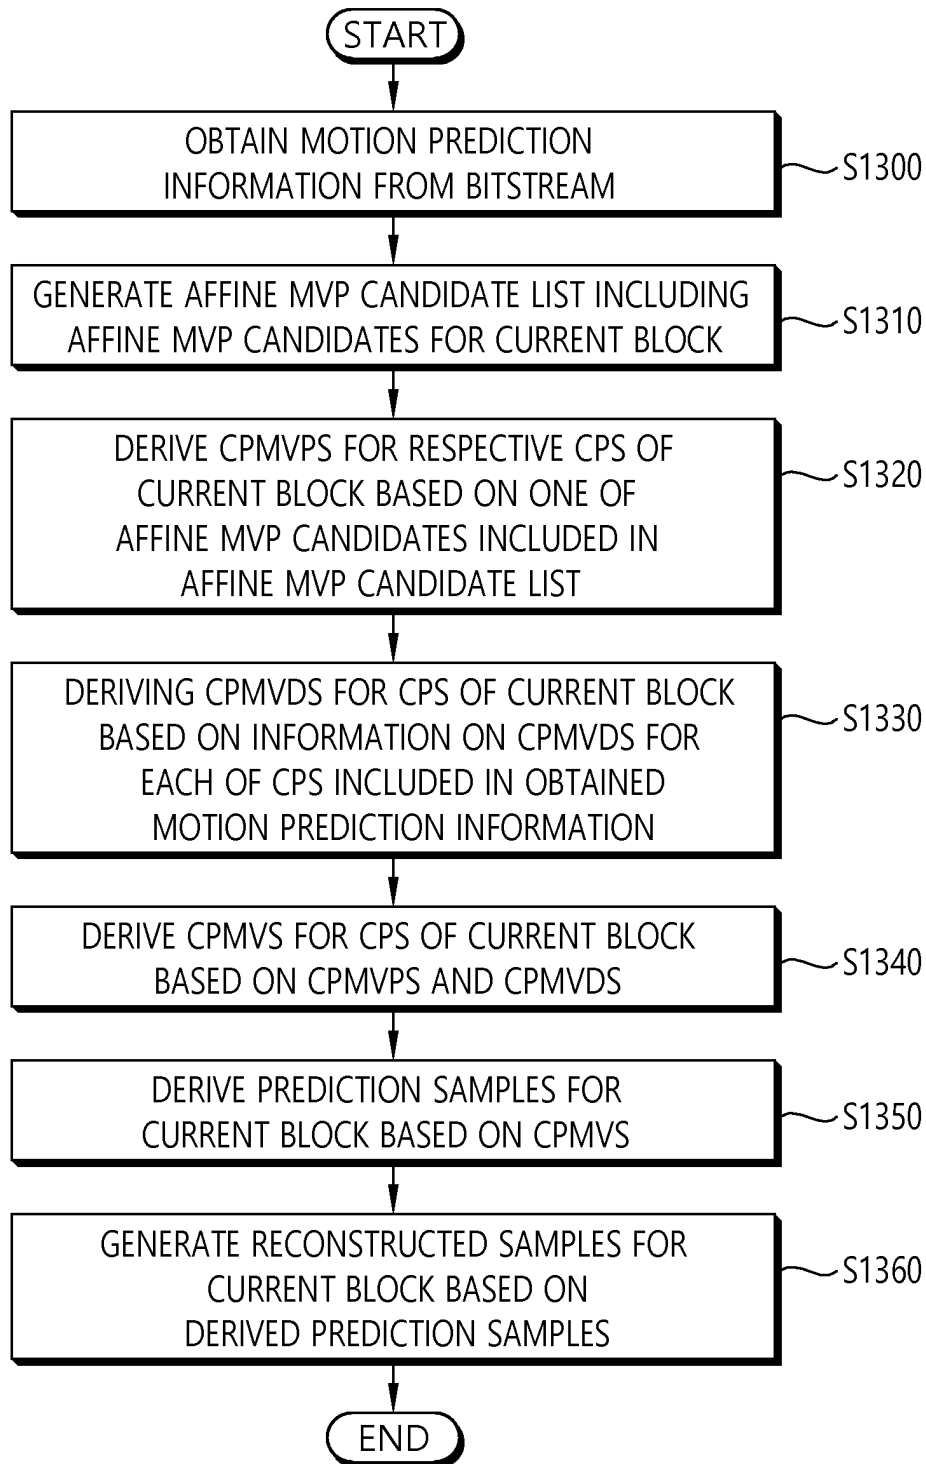 START
OBTAIN MOTION PREDICTION
INFORMATION FROM BITSTREAM
S1300
GENERATE AFFINE MVP CANDIDATE LIST INCLUDING
AFFINE MVP CANDIDATES FOR CURRENT BLOCK
S1310
DERIVE CPMVPS FOR RESPECTIVE CPS OF
CURRENT BLOCK BASED ON ONE OF
AFFINE MVP CANDIDATES INCLUDED IN
AFFINE MVP CANDIDATE LIST
S1320
DERIVING CPMVDS FOR CPS OF CURRENT BLOCK
BASED ON INFORMATION ON CPMVDS FOR
EACH OF CPS INCLUDED IN OBTAINED
MOTION PREDICTION INFORMATION
S1330
DERIVE CPMVS FOR CPS OF CURRENT BLOCK
BASED ON CPMVPS AND CPMVDS
S1340
DERIVE PREDICTION SAMPLES FOR
CURRENT BLOCK BASED ON CPMVS
S1350
GENERATE RECONSTRUCTED SAMPLES FOR
CURRENT BLOCK BASED ON
DERIVED PREDICTION SAMPLES
S1360
END